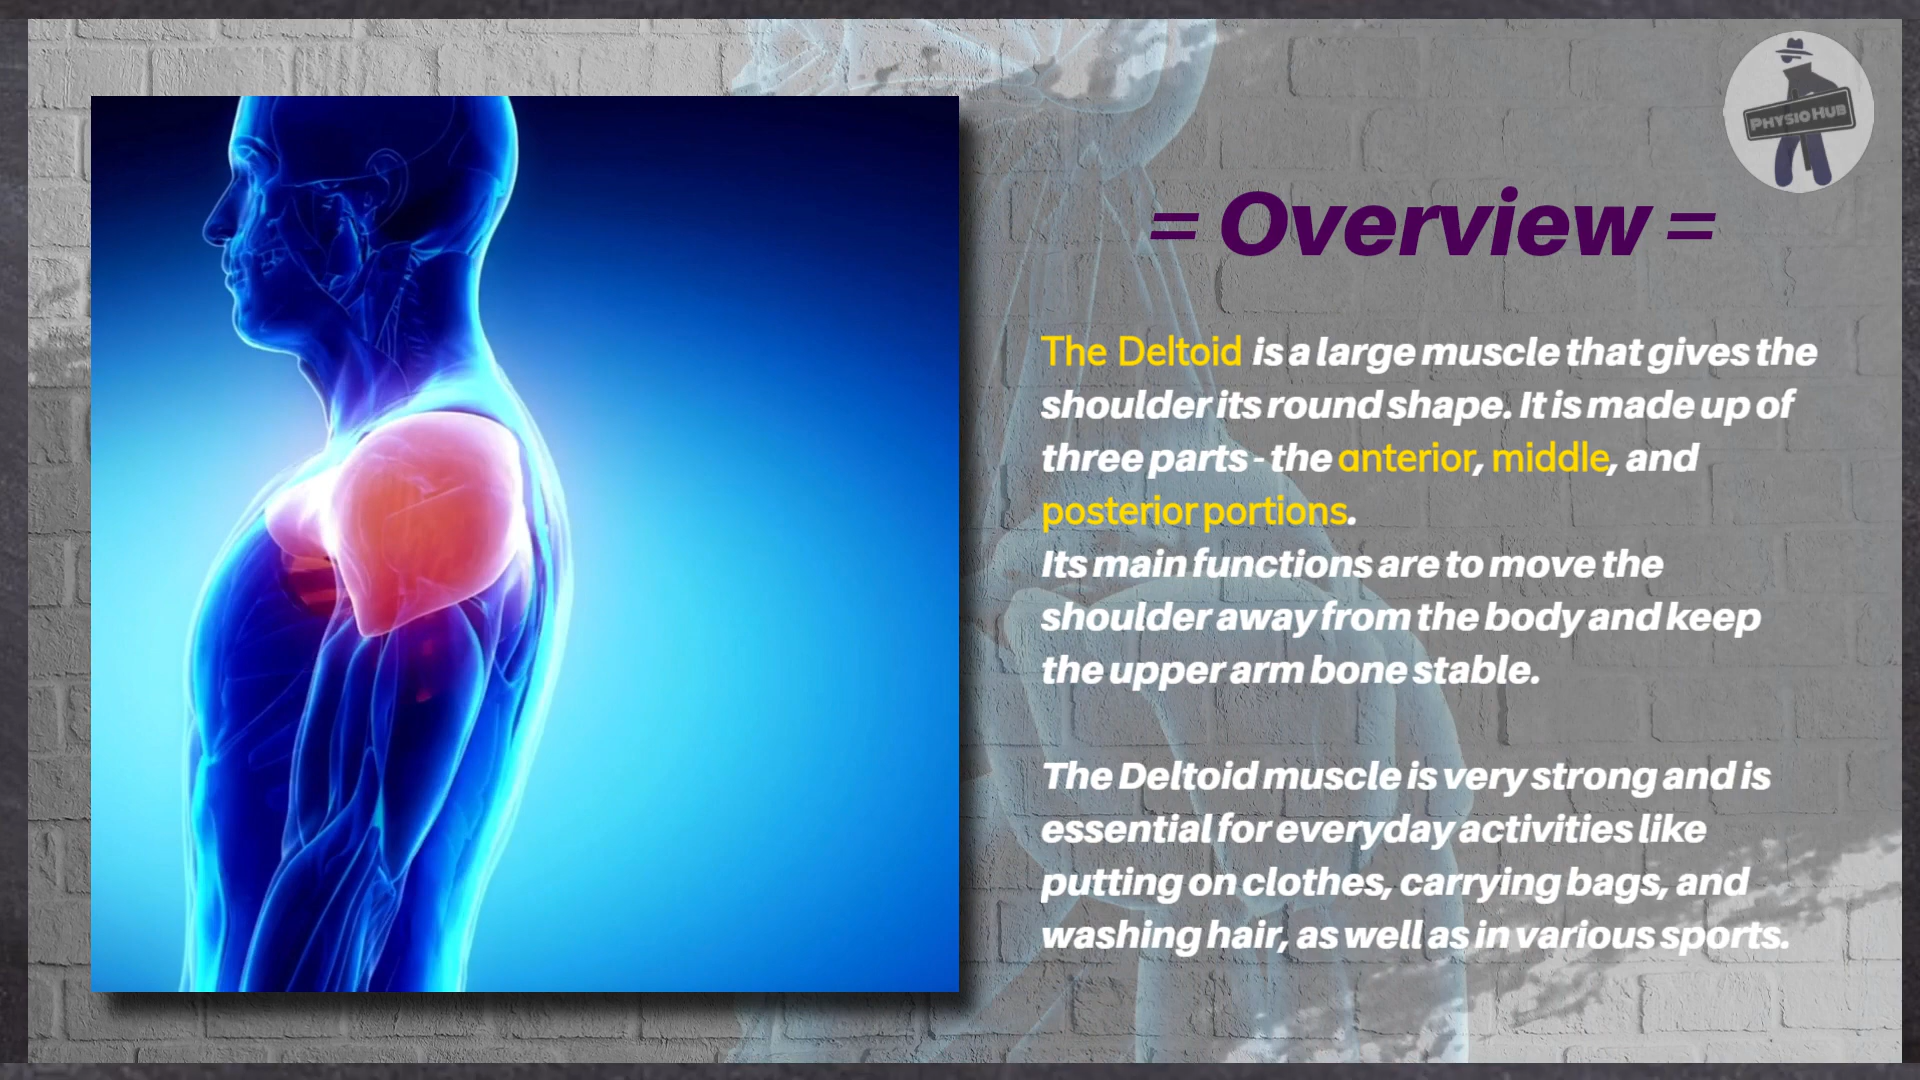 PHYSIO HUB
= Overview =
The Deltoid is a large muscle that gives the
shoulder its round shape. It is made up of
three parts - the anterior, middle, and
posterior portions.
Its main functions are to move the
shoulder away from the body and keep
the upper arm bone stable.
The Deltoid muscle is very strong and is
essential for everyday activities like
putting on clothes, carrying bags, and
washing hair, as well as in various sports.